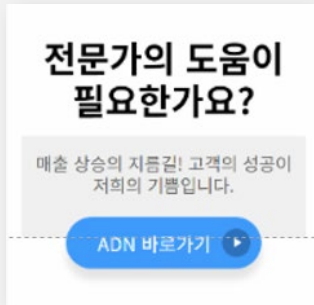 전문가의 도움이
필요한가요?
매출 상승의 지름길! 고객의 성공이
저희의 기쁨입니다.
ADN 바로가기